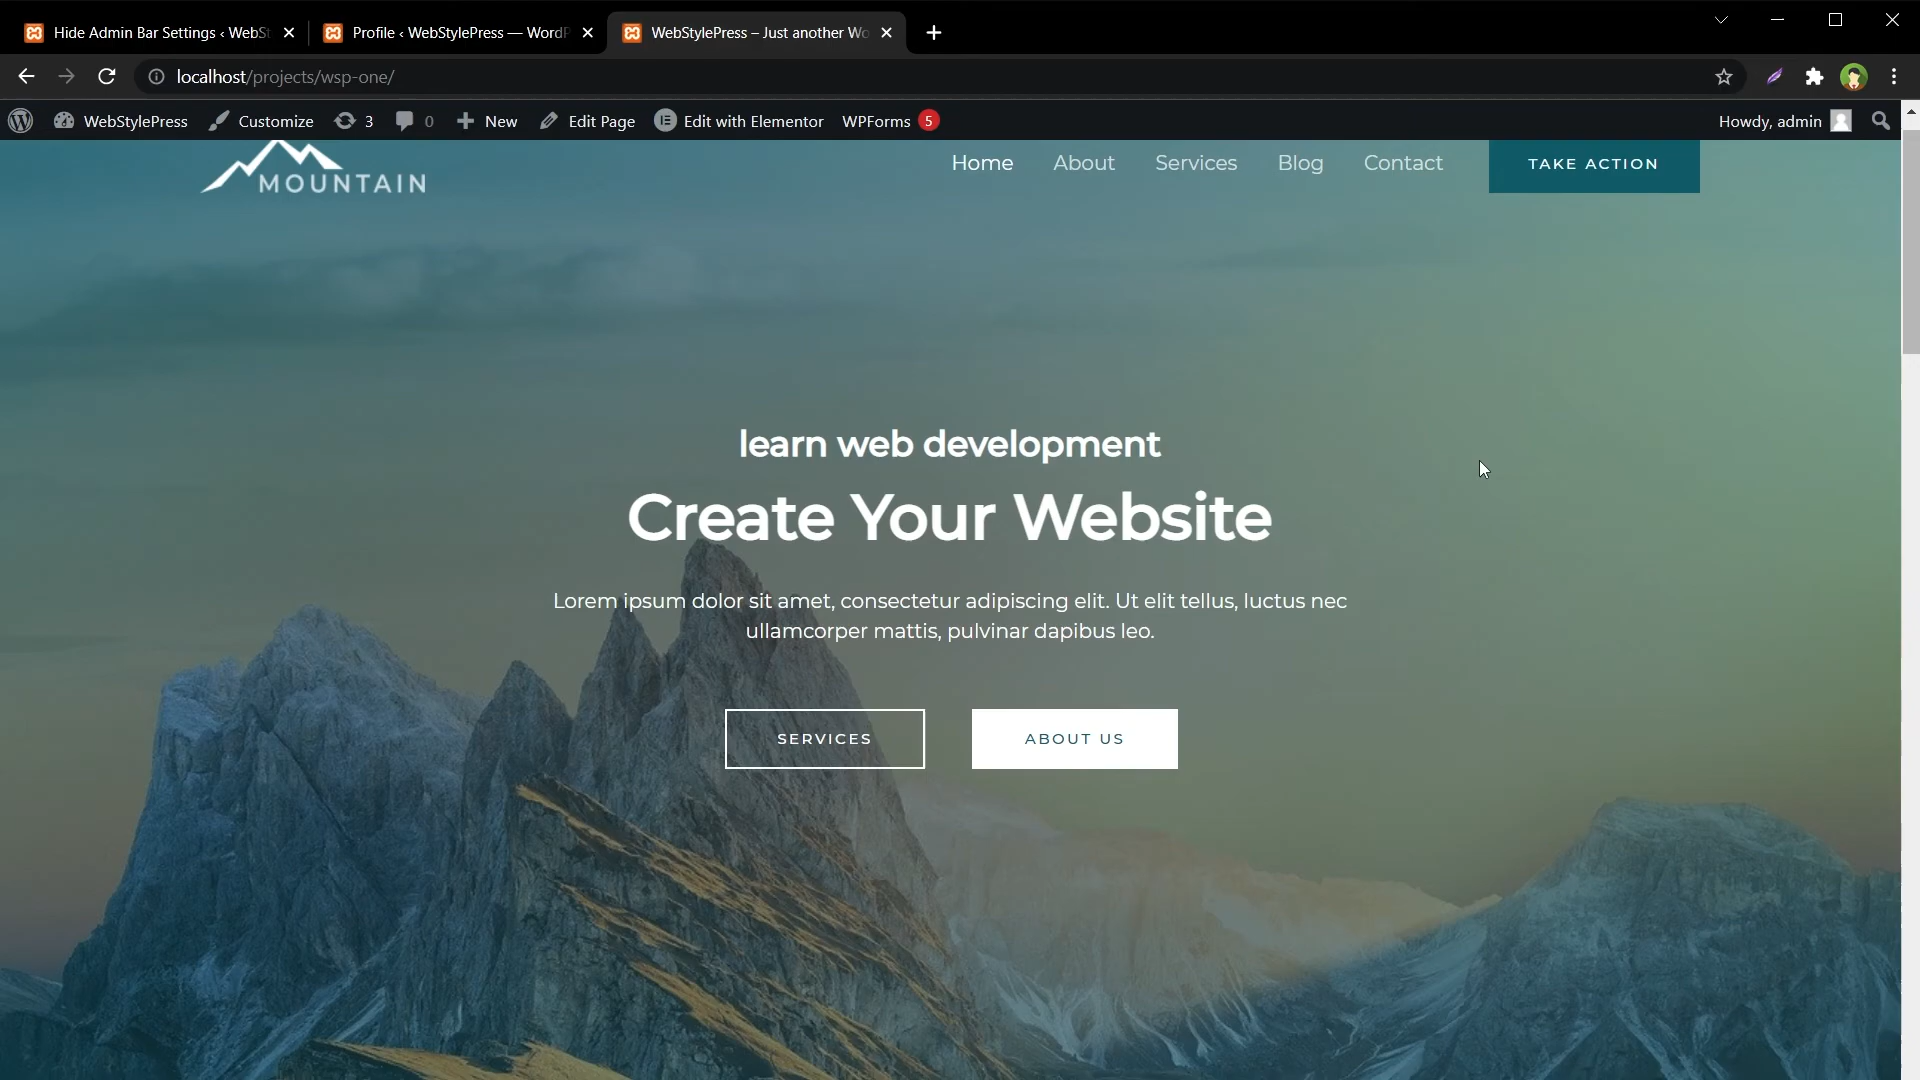 Hide Admin Bar Settings ‹ WebSt
Profile ‹ WebStylePress — WordP
WebStylePress – Just another Wo
localhost/projects/wsp-one/
WebStylePress
Customize
3
0
New
Edit Page
Edit with Elementor
WPForms 5
Howdy, admin
MOUNTAIN
Home
About
Services
Blog
Contact
TAKE ACTION
learn web development
Create Your Website
Lorem ipsum dolor sit amet, consectetur adipiscing elit. Ut elit tellus, luctus nec
ullamcorper mattis, pulvinar dapibus leo.
SERVICES
ABOUT US